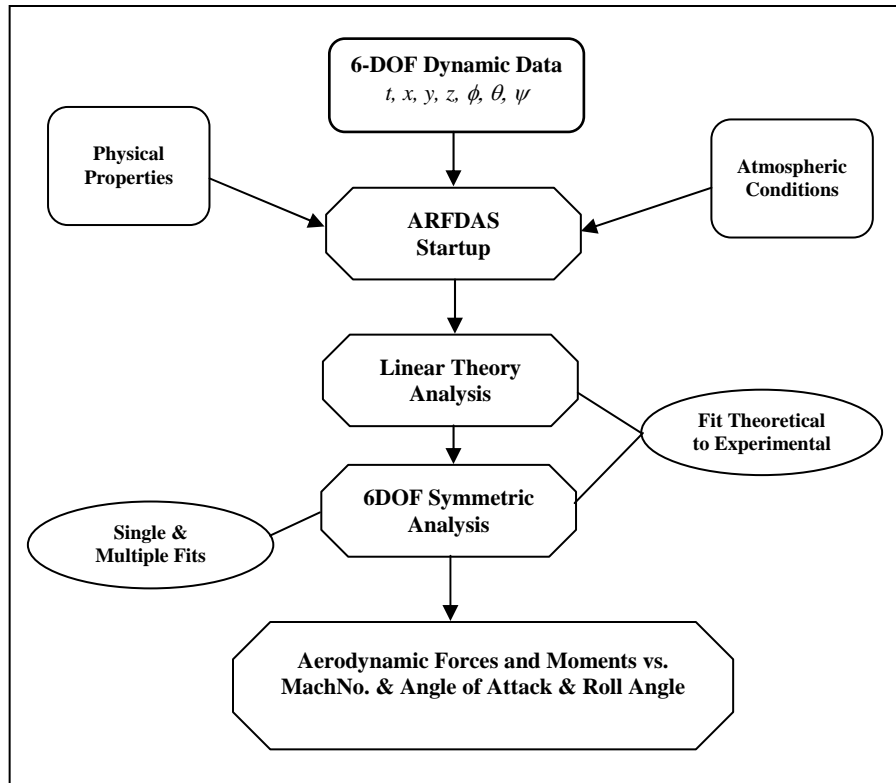 6-DOF Dynamic Data
t, x, y, z, ϕ, θ, ψ
Physical
Properties
Atmospheric
Conditions
ARFDAS
Startup
Linear Theory
Analysis
Fit Theoretical
to Experimental
6DOF Symmetric
Analysis
Single &
Multiple Fits
Aerodynamic Forces and Moments vs.
MachNo. & Angle of Attack & Roll Angle